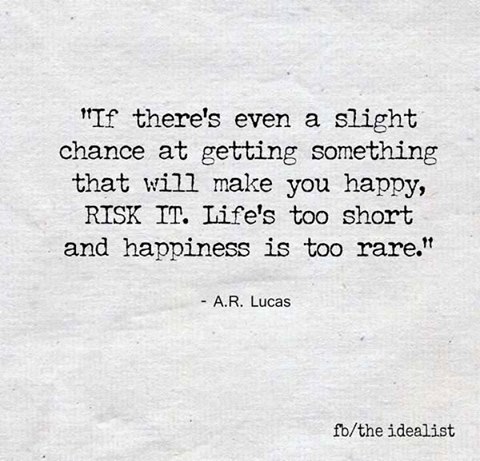 "If there's even a slight
chance at getting something
that will make you happy,
RISK IT. Life's too short
and happiness is too rare."
- A.R. Lucas
fb/the idealist